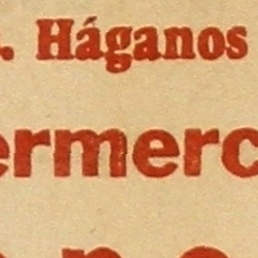 . Háganos
ermerc